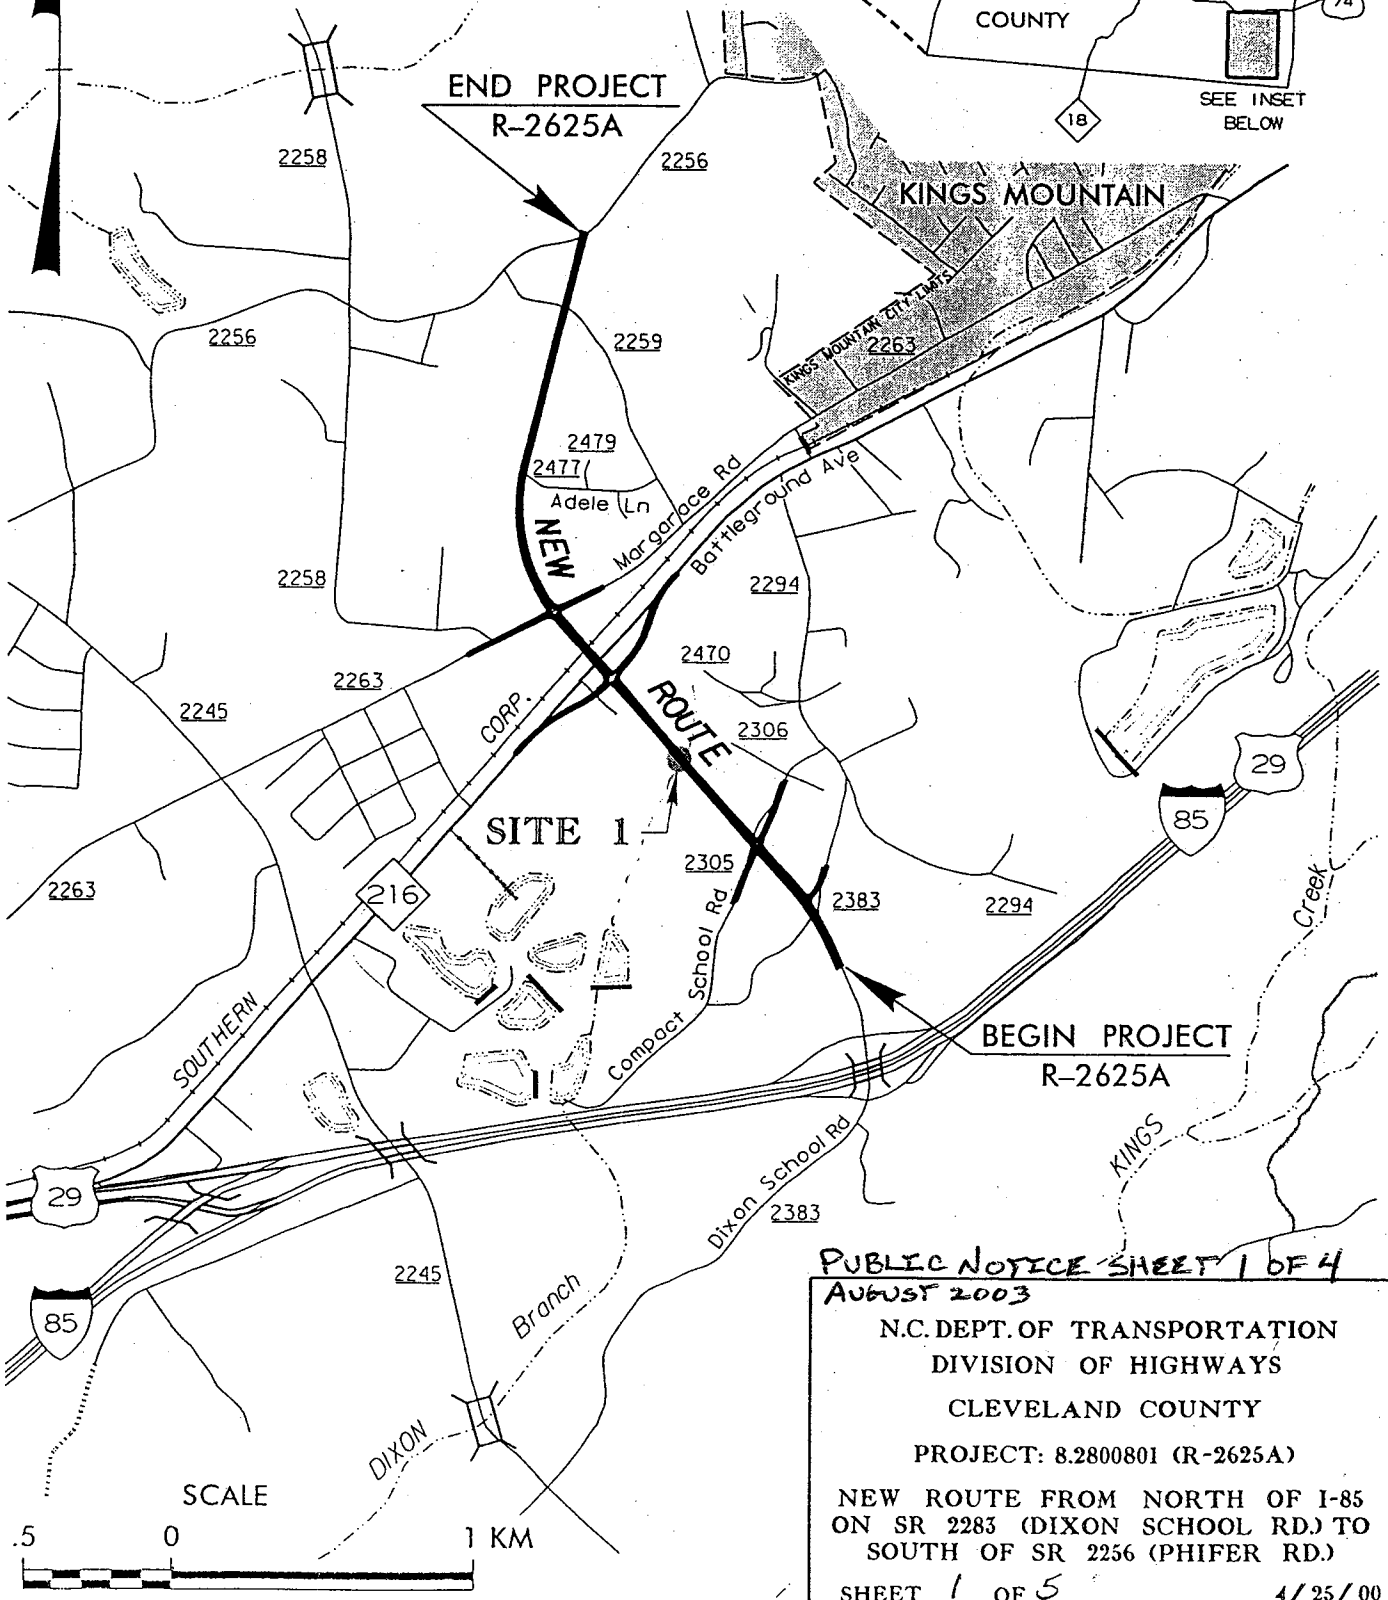 74
COUNTY
SEE INSET
BELOW
18
END PROJECT
R-2625A
2258
2256
KINGS MOUNTAIN
KINGS MOUNTAIN CITY LIMITS
2256
2259
2263
2479
2477
Adele Ln
NEW
Margarace Rd
Battleground Ave
2258
2294
2470
2263
2245
CORP.
ROUTE
2306
29
85
SITE 1
2305
2263
216
2383
2294
Creek
School Rd
SOUTHERN
Compact
BEGIN PROJECT
R-2625A
KINGS
Dixon School Rd
29
2383
2245
Branch
85
DIXON
SCALE
.5 0 1 KM
PUBLIC NOTICE SHEET 1 OF 4
AUGUST 2003
N.C. DEPT. OF TRANSPORTATION
DIVISION OF HIGHWAYS
CLEVELAND COUNTY
PROJECT: 8.2800801 (R-2625A)
NEW ROUTE FROM NORTH OF I-85
ON SR 2283 (DIXON SCHOOL RD.) TO
SOUTH OF SR 2256 (PHIFER RD.)
SHEET 1 OF 5 4/25/00